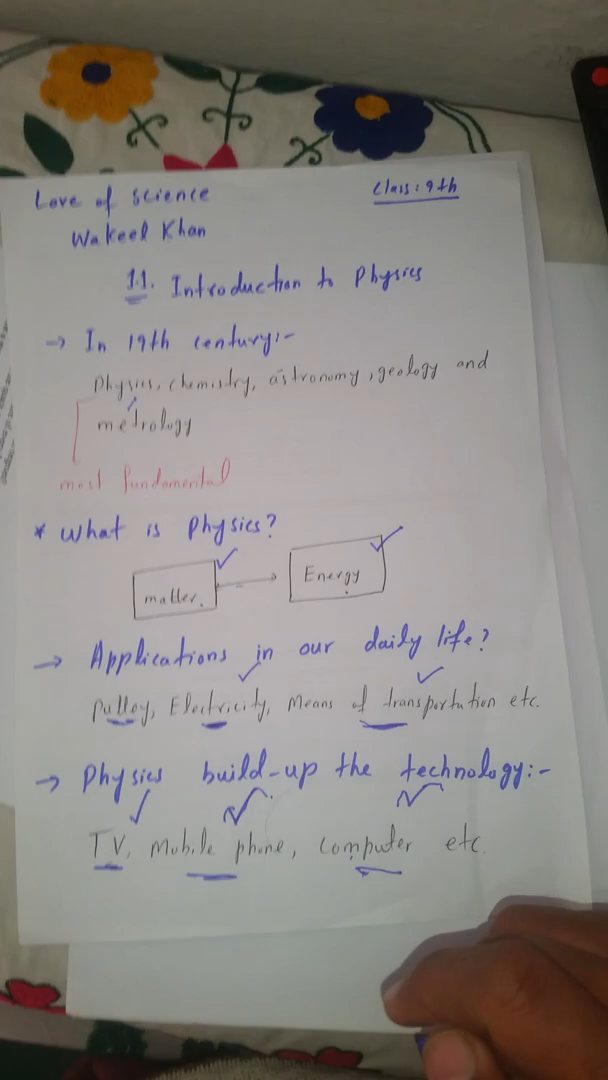 Love of science
Class: 9th
Wakeel Khan
1.1. Introduction to Physics
→ In 19th century:-
Physics, chemistry, astronomy, geology and
metrology
most fundamental
* What is Physics?
matter.
Energy
→ Applications in our daily life?
Pulley, Electricity, Means of transportation etc.
→ Physics build-up the technology:-
TV, Mobile phone, Computer etc.